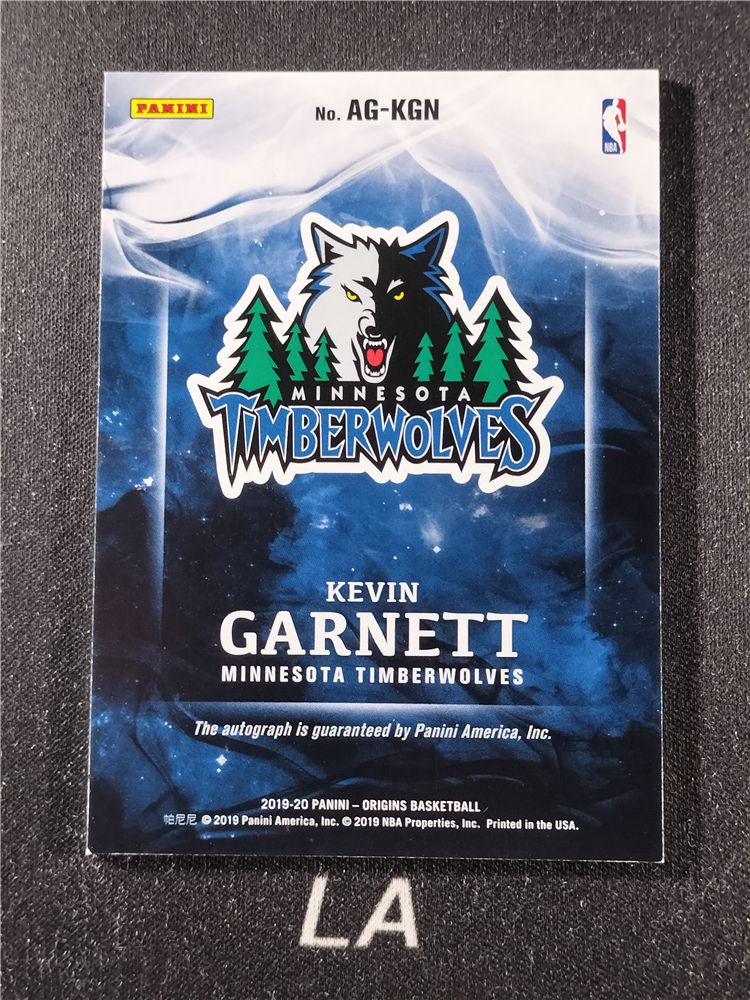 PANINI
No. AG-KGN
NBA
MINNESOTA
TIMBERWOLVES
KEVIN
GARNETT
MINNESOTA TIMBERWOLVES
The autograph is guaranteed by Panini America, Inc.
2019-20 PANINI – ORIGINS BASKETBALL
帕尼尼 © 2019 Panini America, Inc. © 2019 NBA Properties, Inc. Printed in the USA.
LA